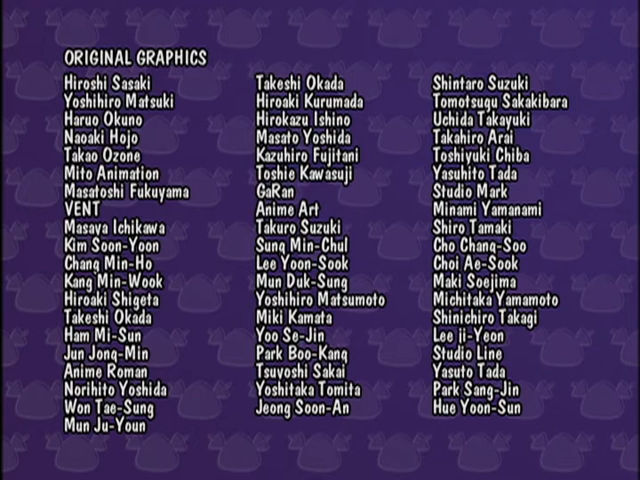 ORIGINAL GRAPHICS
Hiroshi Sasaki
Yoshihiro Matsuki
Haruo Okuno
Naoaki Hojo
Takao Ozone
Mito Animation
Masatoshi Fukuyama
VENT
Masaya Ichikawa
Kim Soon-Yoon
Chang Min-Ho
Kang Min-Wook
Hiroaki Shigeta
Takeshi Okada
Ham Mi-Sun
Jun Jong-Min
Anime Roman
Norihito Yoshida
Won Tae-Sung
Mun Ju-Youn
Takeshi Okada
Hiroaki Kurumada
Hirokazu Ishino
Masato Yoshida
Kazuhiro Fujitani
Toshie Kawasuji
GaRan
Anime Art
Takuro Suzuki
Sung Min-Chul
Lee Yoon-Sook
Mun Duk-Sung
Yoshihiro Matsumoto
Miki Kamata
Yoo Se-Jin
Park Boo-Kang
Tsuyoshi Sakai
Yoshitaka Tomita
Jeong Soon-An
Shintaro Suzuki
Tomotsugu Sakakibara
Uchida Takayuki
Takahiro Arai
Toshiyuki Chiba
Yasuhito Tada
Studio Mark
Minami Yamanami
Shiro Tamaki
Cho Chang-Soo
Choi Ae-Sook
Maki Soejima
Michitaka Yamamoto
Shinichiro Takagi
Lee ji-Yeon
Studio Line
Yasuto Tada
Park Sang-Jin
Hue Yoon-Sun